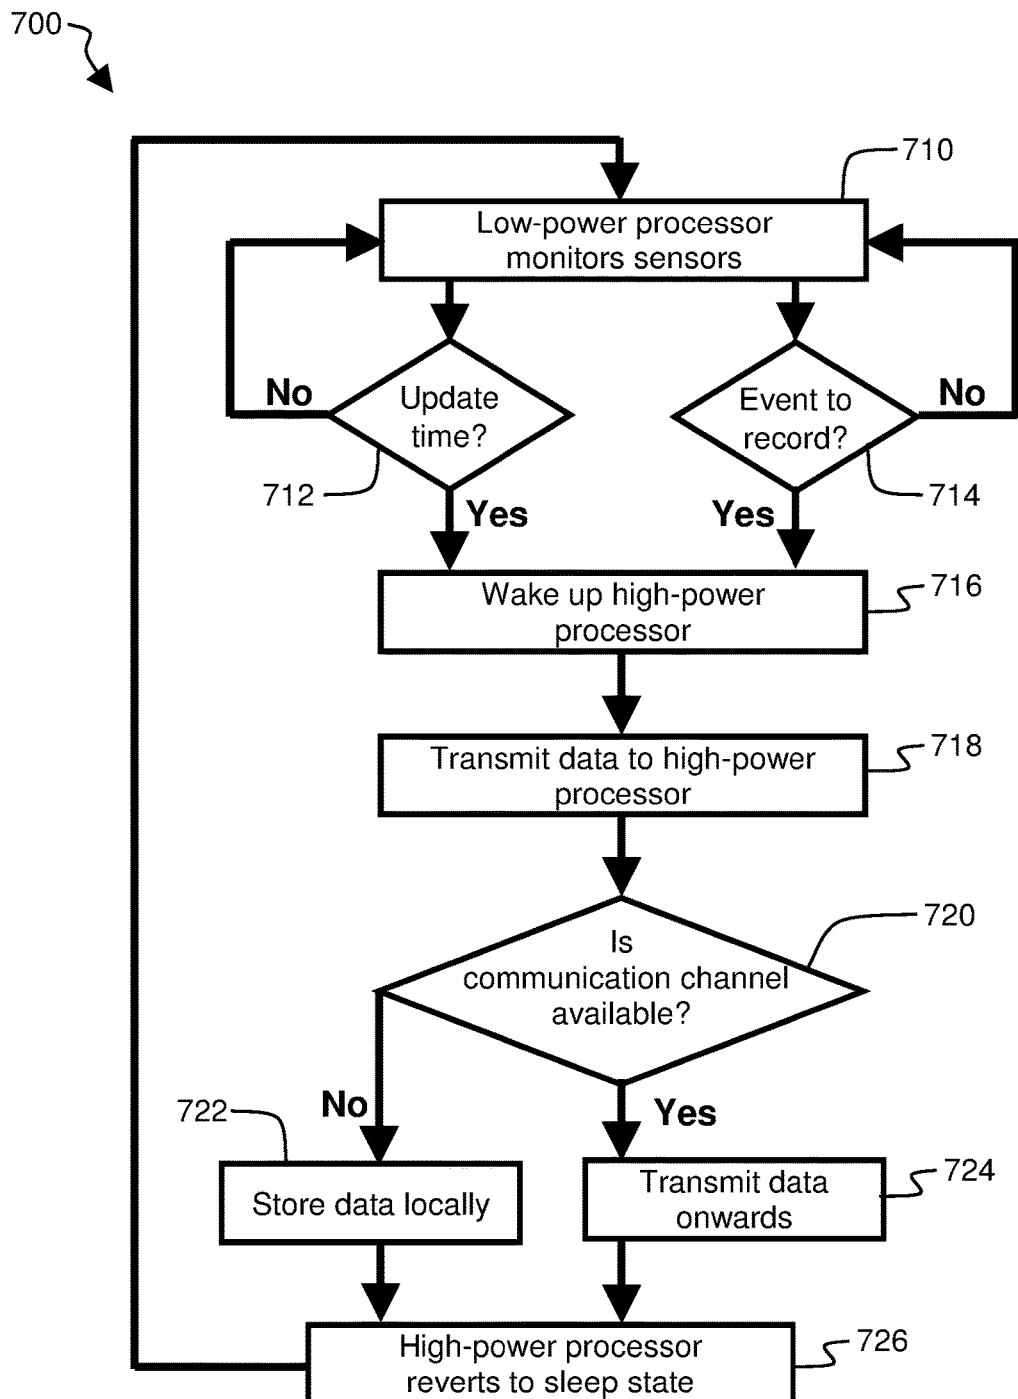 700
710
Low-power processor
monitors sensors
No
Update
time?
Event to
record?
No
712
714
Yes
Yes
Wake up high-power
processor
716
Transmit data to high-power
processor
718
720
Is
communication channel
available?
No
Yes
722
Store data locally
Transmit data
onwards
724
High-power processor
reverts to sleep state
726